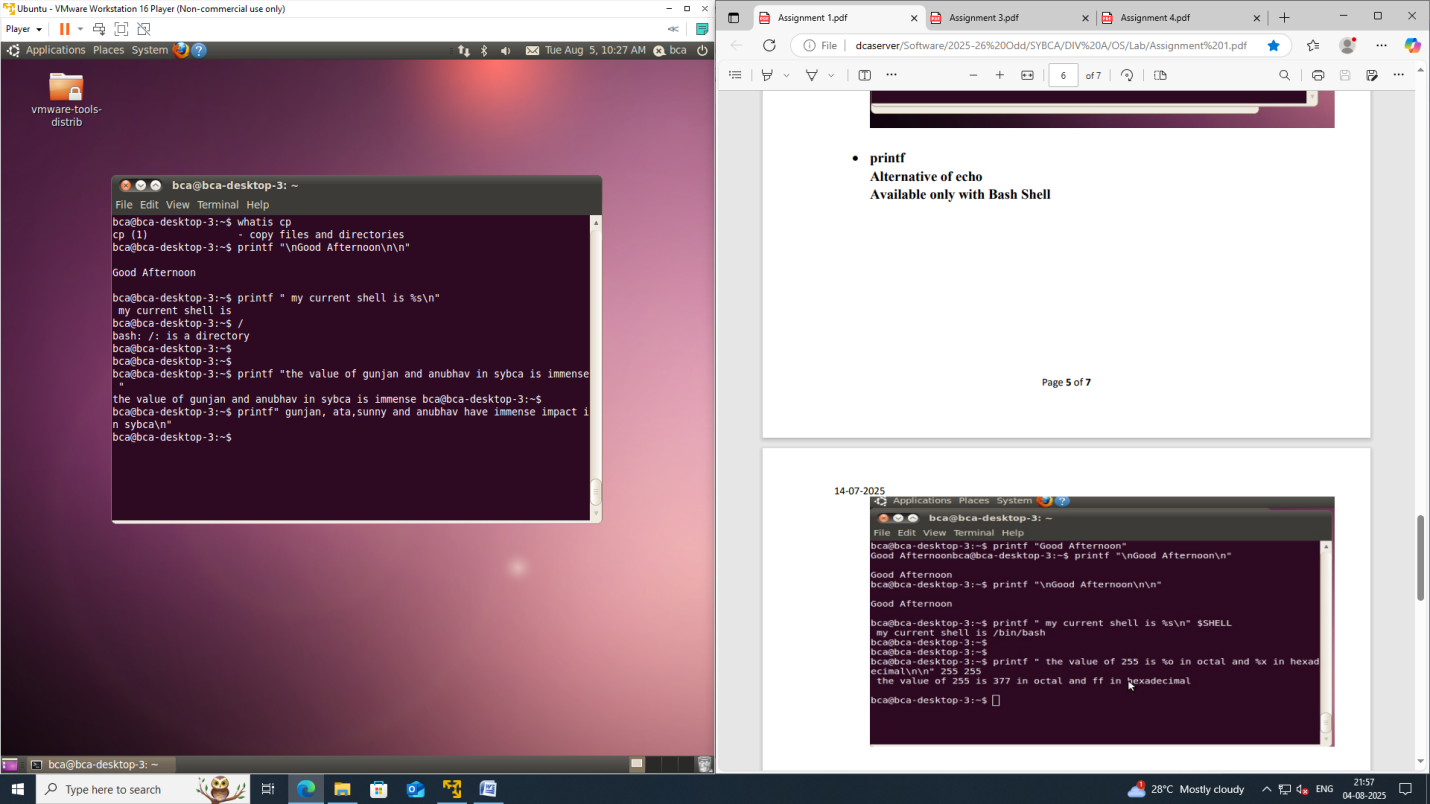 Ubuntu - VMware Workstation 16 Player (Non-commercial use only)
Player
Applications Places System
Tue Aug 5, 10:27 AM
bca
vmware-tools-
distrib
bca@bca-desktop-3: ~
File Edit View Terminal Help
bca@bca-desktop-3:~$ whatis cp
cp (1)               - copy files and directories
bca@bca-desktop-3:~$ printf "\nGood Afternoon\n\n"
Good Afternoon
bca@bca-desktop-3:~$ printf " my current shell is %s\n"
 my current shell is
bca@bca-desktop-3:~$ /
bash: /: is a directory
bca@bca-desktop-3:~$
bca@bca-desktop-3:~$
bca@bca-desktop-3:~$ printf "the value of gunjan and anubhav in sybca is immense
 "
the value of gunjan and anubhav in sybca is immense bca@bca-desktop-3:~$
bca@bca-desktop-3:~$ printf" gunjan, ata,sunny and anubhav have immense impact i
n sybca\n"
bca@bca-desktop-3:~$
bca@bca-desktop-3: ~
Assignment 1.pdf
Assignment 3.pdf
Assignment 4.pdf
File
dcaserver/Software/2025-26%20Odd/SYBCA/DIV%20A/OS/Lab/Assignment%201.pdf
6 of 7
• printf
Alternative of echo
Available only with Bash Shell
Page 5 of 7
14-07-2025
Applications Places System
bca@bca-desktop-3: ~
File Edit View Terminal Help
bca@bca-desktop-3:~$ printf "Good Afternoon"
Good Afternoonbca@bca-desktop-3:~$ printf "\nGood Afternoon\n"
Good Afternoon
bca@bca-desktop-3:~$ printf "\nGood Afternoon\n\n"
Good Afternoon
bca@bca-desktop-3:~$ printf " my current shell is %s\n" $SHELL
 my current shell is /bin/bash
bca@bca-desktop-3:~$
bca@bca-desktop-3:~$
bca@bca-desktop-3:~$ printf " the value of 255 is %o in octal and %x in hexad
ecimal\n\n" 255 255
 the value of 255 is 377 in octal and ff in hexadecimal
bca@bca-desktop-3:~$
Type here to search
28°C Mostly cloudy
ENG
21:57
04-08-2025